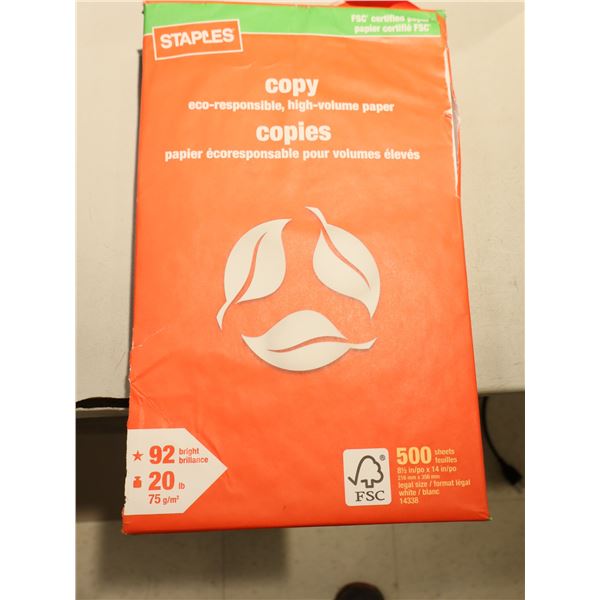 STAPLES
FSC® certified paper
papier certifié FSC®
copy
eco-responsible, high-volume paper
copies
papier écoresponsable pour volumes élevés
92 bright
brillance
20 lb
75 g/m²
FSC
500 sheets
feuilles
8½ in/po x 14 in/po
216 mm x 356 mm
legal size / format légal
white / blanc
14338